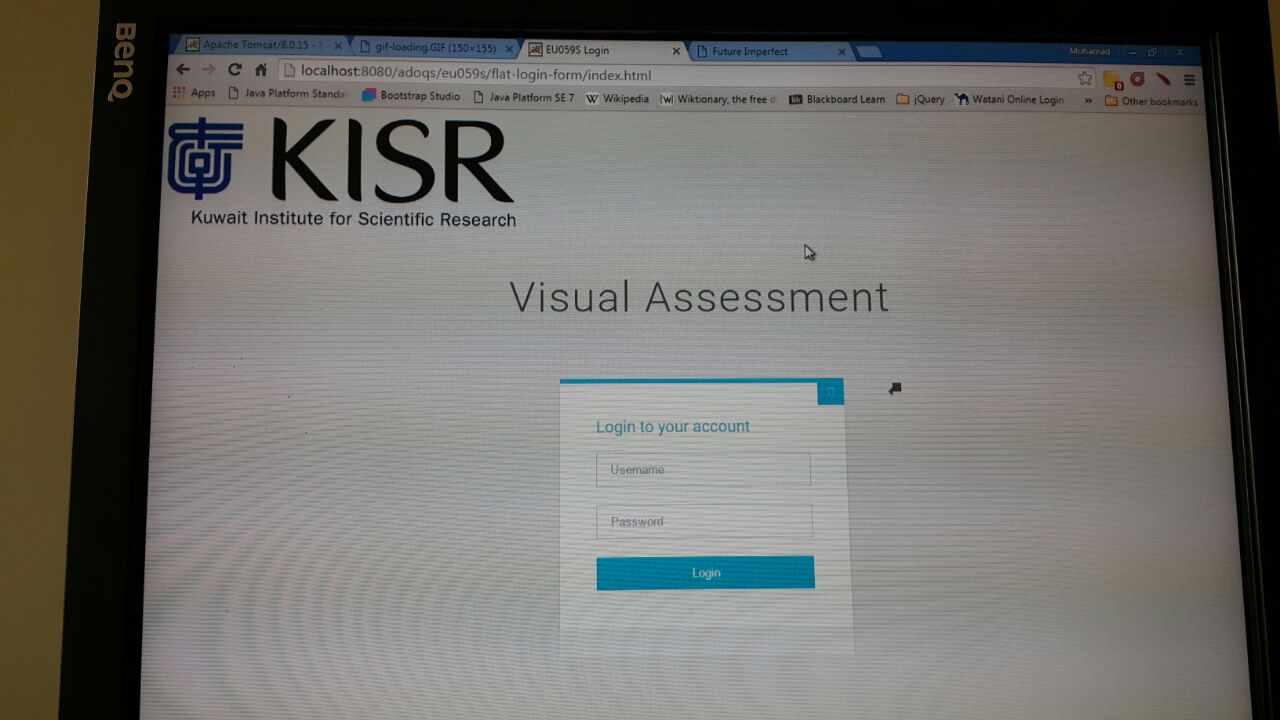 BenQ
Apache Tomcat/8.0.15 - E
gif-loading.GIF (150×155)
EU059S Login
Future Imperfect
Mohamad
localhost:8080/adoqs/eu059s/flat-login-form/index.html
0
Apps
Java Platform Standa
Bootstrap Studio
Java Platform SE 7
W Wikipedia
[w] Wiktionary, the free d
Bb Blackboard Learn
jQuery
Watani Online Login
»
Other bookmarks
KISR
Kuwait Institute for Scientific Research
Visual Assessment
Login to your account
Username
Password
Login